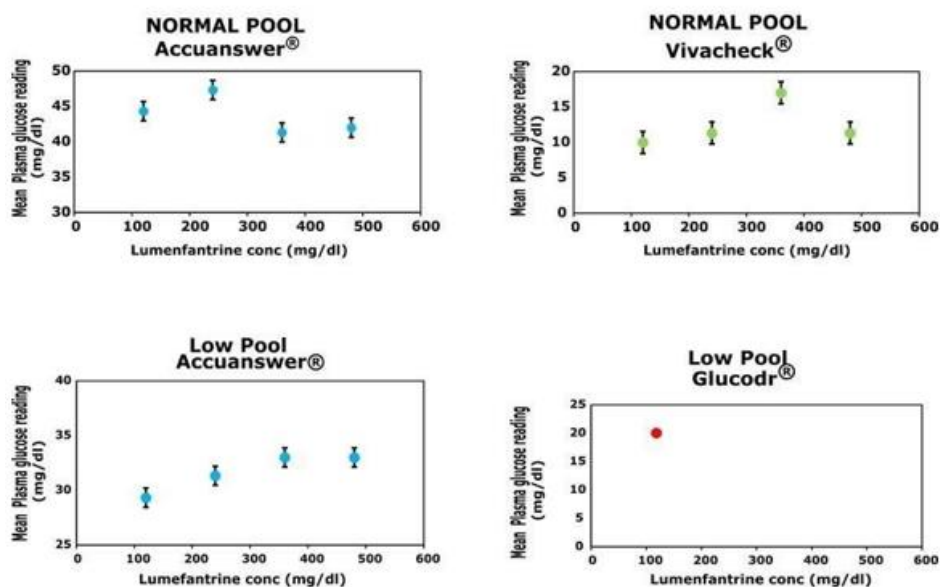 NORMAL POOL
Accuanswer®
Mean Plasma glucose reading
(mg/dl)
50
45
40
35
30
0
100
200
300
400
500
600
Lumenfantrine conc (mg/dl)
NORMAL POOL
Vivacheck®
Mean Plasma glucose reading
(mg/dl)
20
15
10
5
0
0
100
200
300
400
500
600
Lumefantrine conc (mg/dl)
Low Pool
Accuanswer®
Mean Plasma glucose reading
(mg/dl)
40
35
30
25
0
100
200
300
400
500
600
Lumefantrine conc (mg/dl)
Low Pool
Glucodr®
Mean Plasma glucose reading
(mg/dl)
25
20
15
10
5
0
0
100
200
300
400
500
600
Lumefantrine conc (mg/dl)